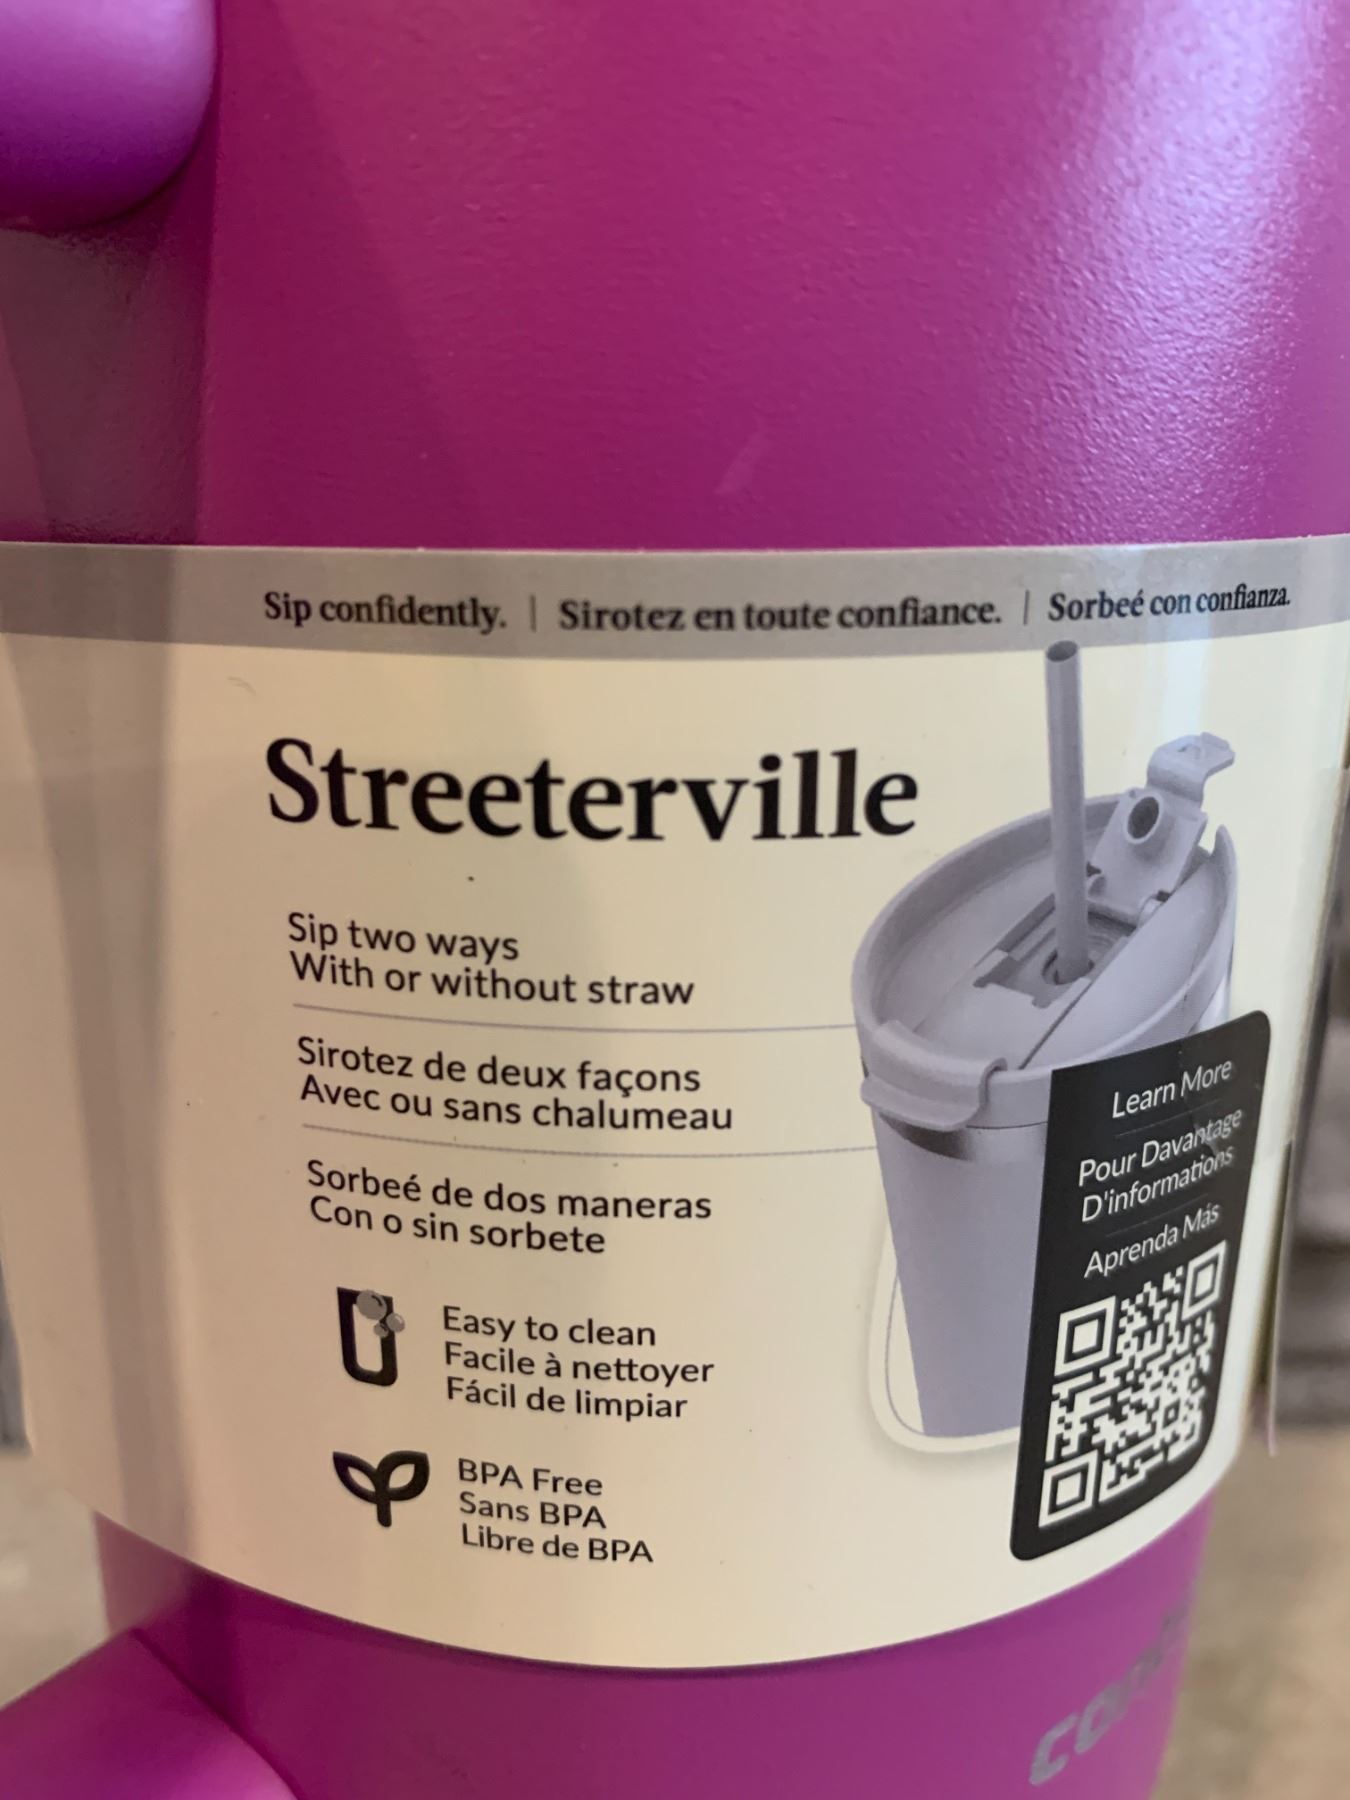 Sip confidently. | Sirotez en toute confiance. | Sorbeé con confianza.
Streeterville
Sip two ways
With or without straw
Sirotez de deux façons
Avec ou sans chalumeau
Sorbeé de dos maneras
Con o sin sorbete
Easy to clean
Facile à nettoyer
Fácil de limpiar
BPA Free
Sans BPA
Libre de BPA
Learn More
Pour Davantage
D'informations
Aprenda Más